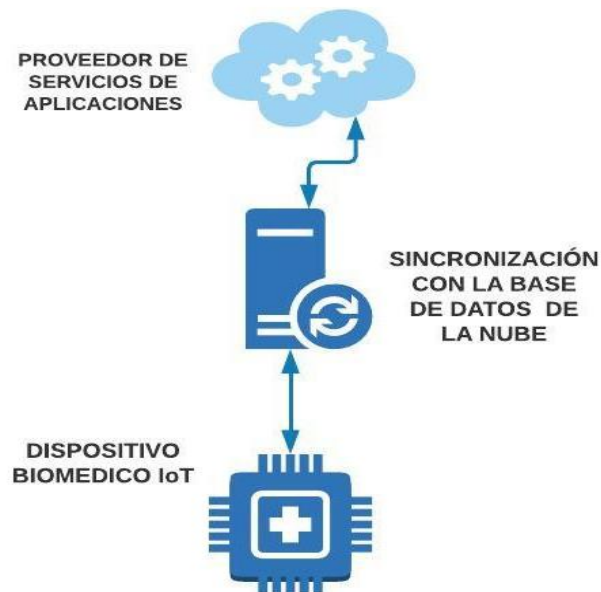 PROVEEDOR DE
SERVICIOS DE
APLICACIONES
SINCRONIZACIÓN
CON LA BASE
DE DATOS DE
LA NUBE
DISPOSITIVO
BIOMEDICO IoT